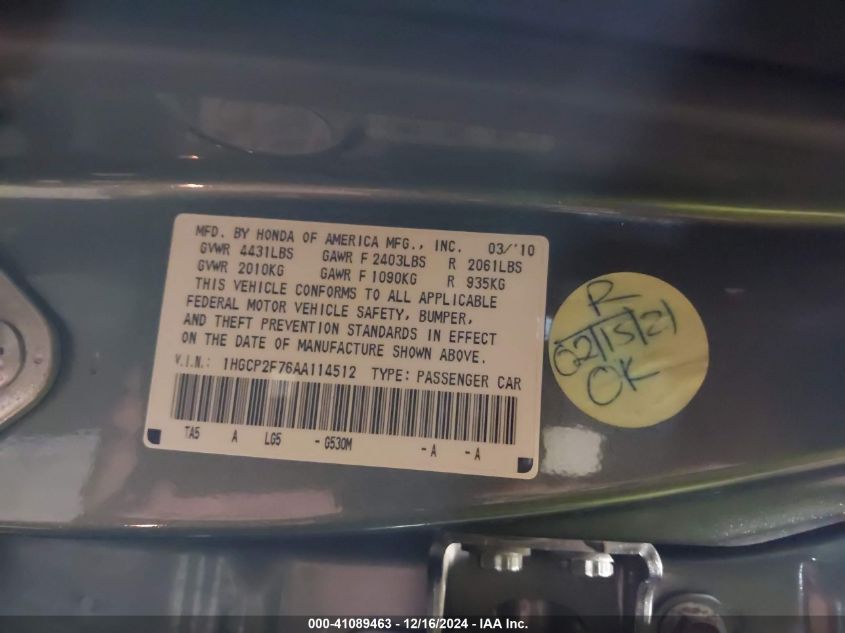 MFD. BY HONDA OF AMERICA MFG., INC. 03/'10
GVWR 4431LBS GAWR F 2403LBS R 2061LBS
GVWR 2010KG GAWR F 1090KG R 935KG
THIS VEHICLE CONFORMS TO ALL APPLICABLE
FEDERAL MOTOR VEHICLE SAFETY, BUMPER,
AND THEFT PREVENTION STANDARDS IN EFFECT
ON THE DATE OF MANUFACTURE SHOWN ABOVE.
V.I.N.: 1HGCP2F76AA114512 TYPE: PASSENGER CAR
TA5 A LG5 - G530M - A - A
R
02/15/21
OK
000-41089463 - 12/16/2024 - IAA Inc.